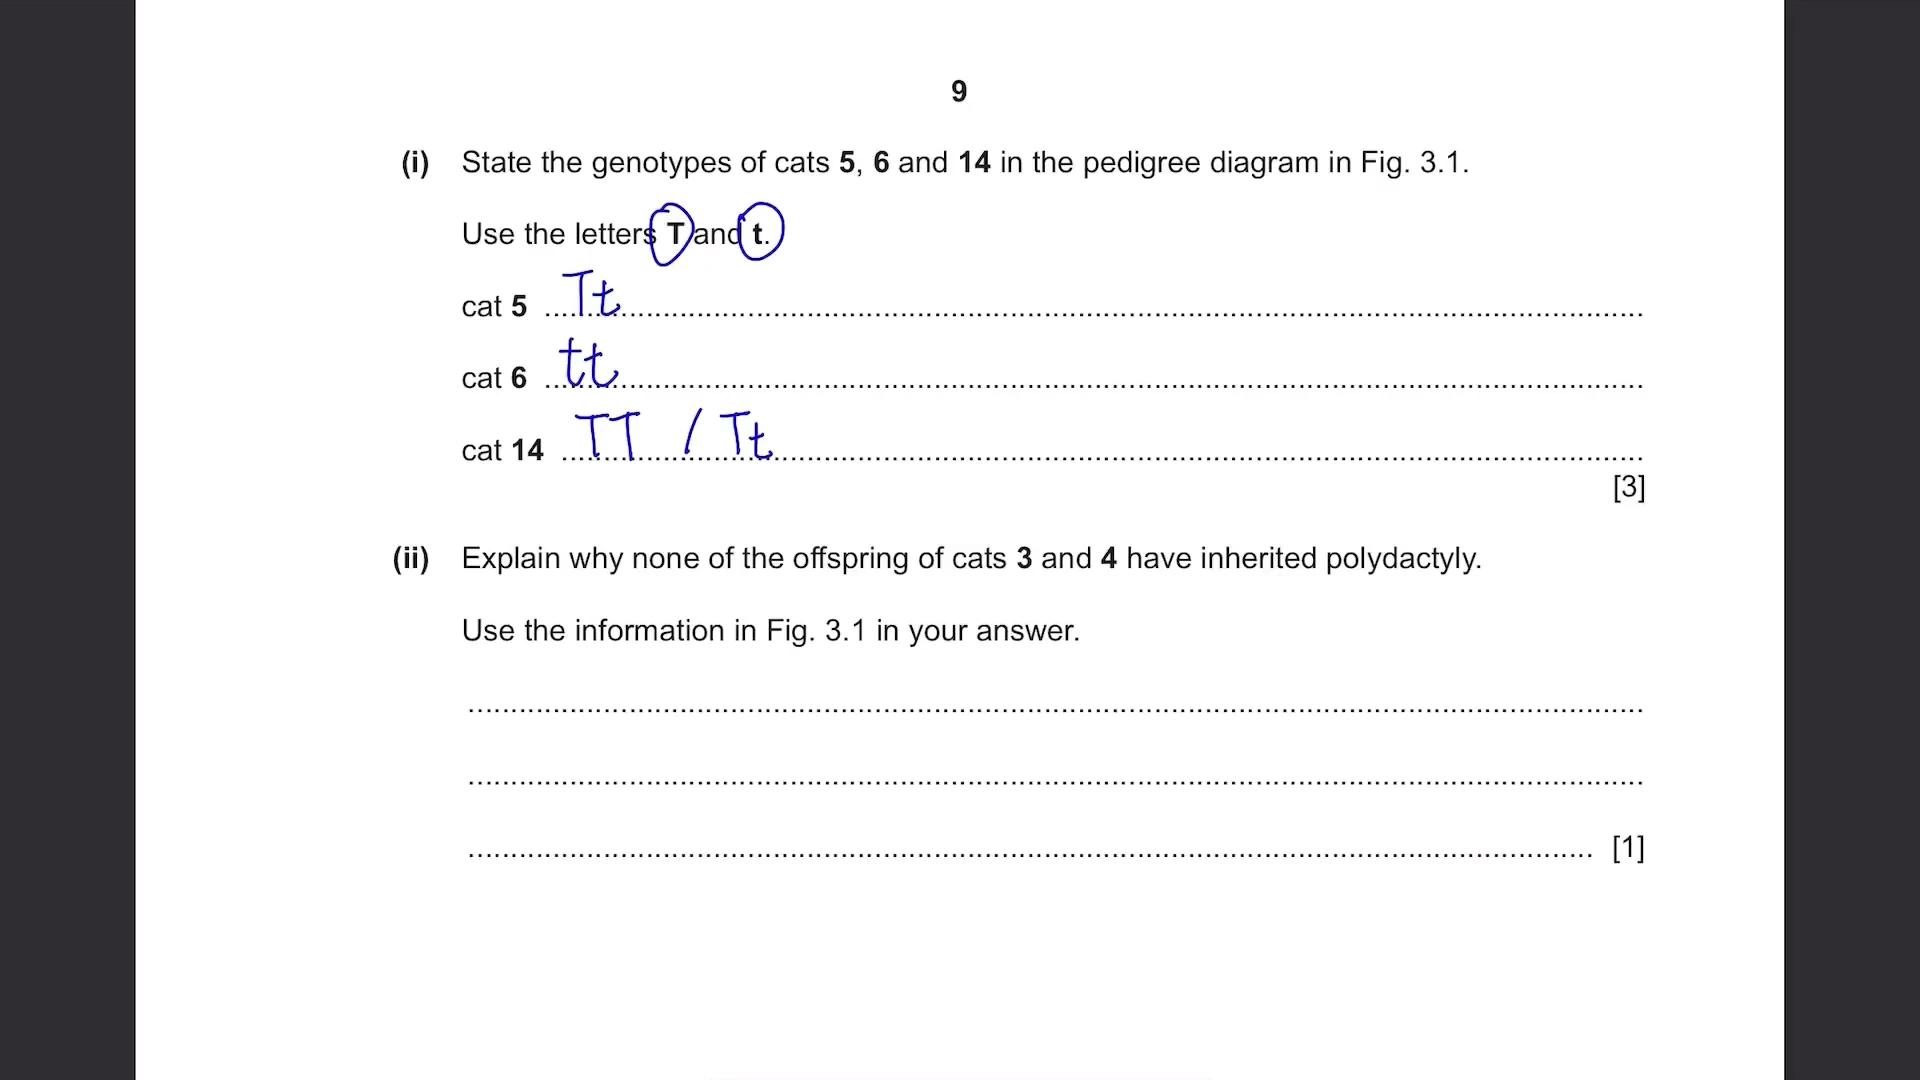 9
(i) State the genotypes of cats 5, 6 and 14 in the pedigree diagram in Fig. 3.1.
Use the letters T and t.
cat 5 Tt
cat 6 tt
cat 14 TT / Tt
[3]
(ii) Explain why none of the offspring of cats 3 and 4 have inherited polydactyly.
Use the information in Fig. 3.1 in your answer.
[1]